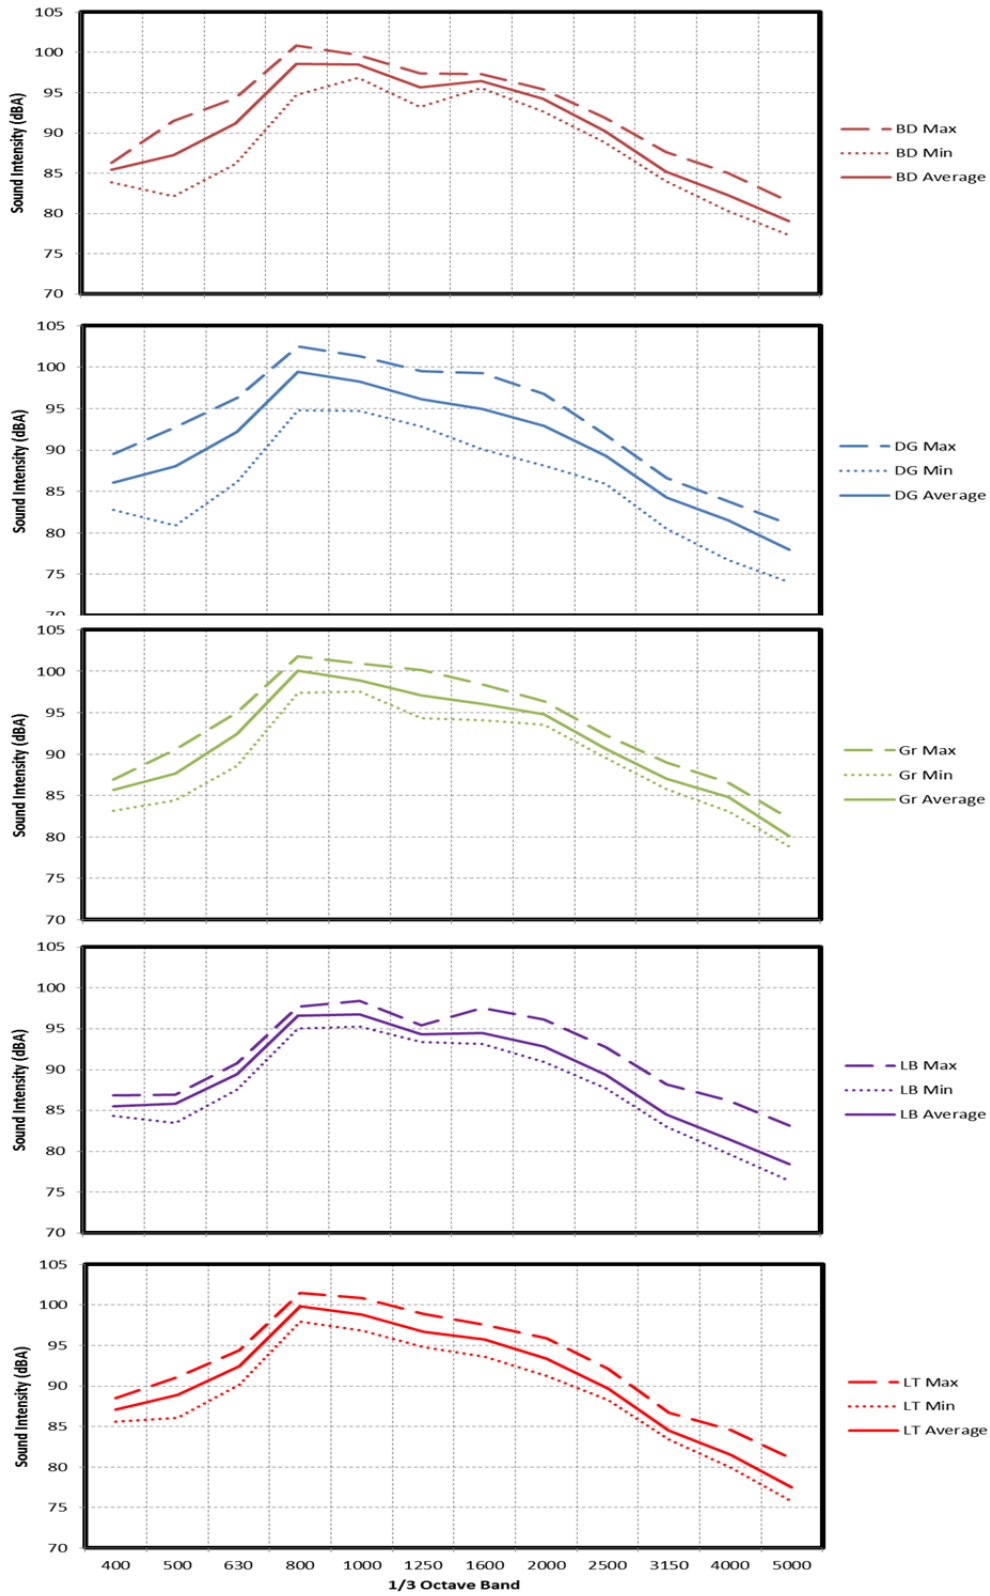 105
100
95
90
85
80
75
70
Sound Intensity (dBA)
BD Max
BD Min
BD Average
105
100
95
90
85
80
75
70
Sound Intensity (dBA)
DG Max
DG Min
DG Average
105
100
95
90
85
80
75
70
Sound Intensity (dBA)
Gr Max
Gr Min
Gr Average
105
100
95
90
85
80
75
70
Sound Intensity (dBA)
LB Max
LB Min
LB Average
105
100
95
90
85
80
75
70
Sound Intensity (dBA)
LT Max
LT Min
LT Average
400 500 630 800 1000 1250 1600 2000 2500 3150 4000 5000
1/3 Octave Band